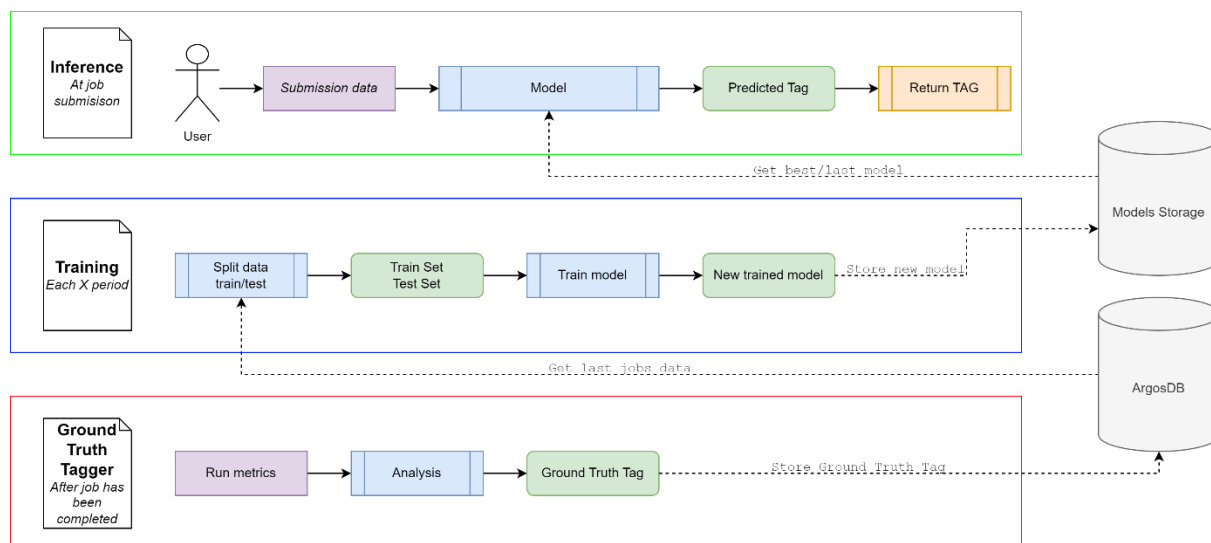 Inference
At job
submisison
User
Submission data
Model
Predicted Tag
Return TAG
Get best/last model
Models Storage
Training
Each X period
Split data
train/test
Train Set
Test Set
Train model
New trained model
Store new model
Get last jobs data
ArgosDB
Ground
Truth
Tagger
After job has
been
completed
Run metrics
Analysis
Ground Truth Tag
Store Ground Truth Tag